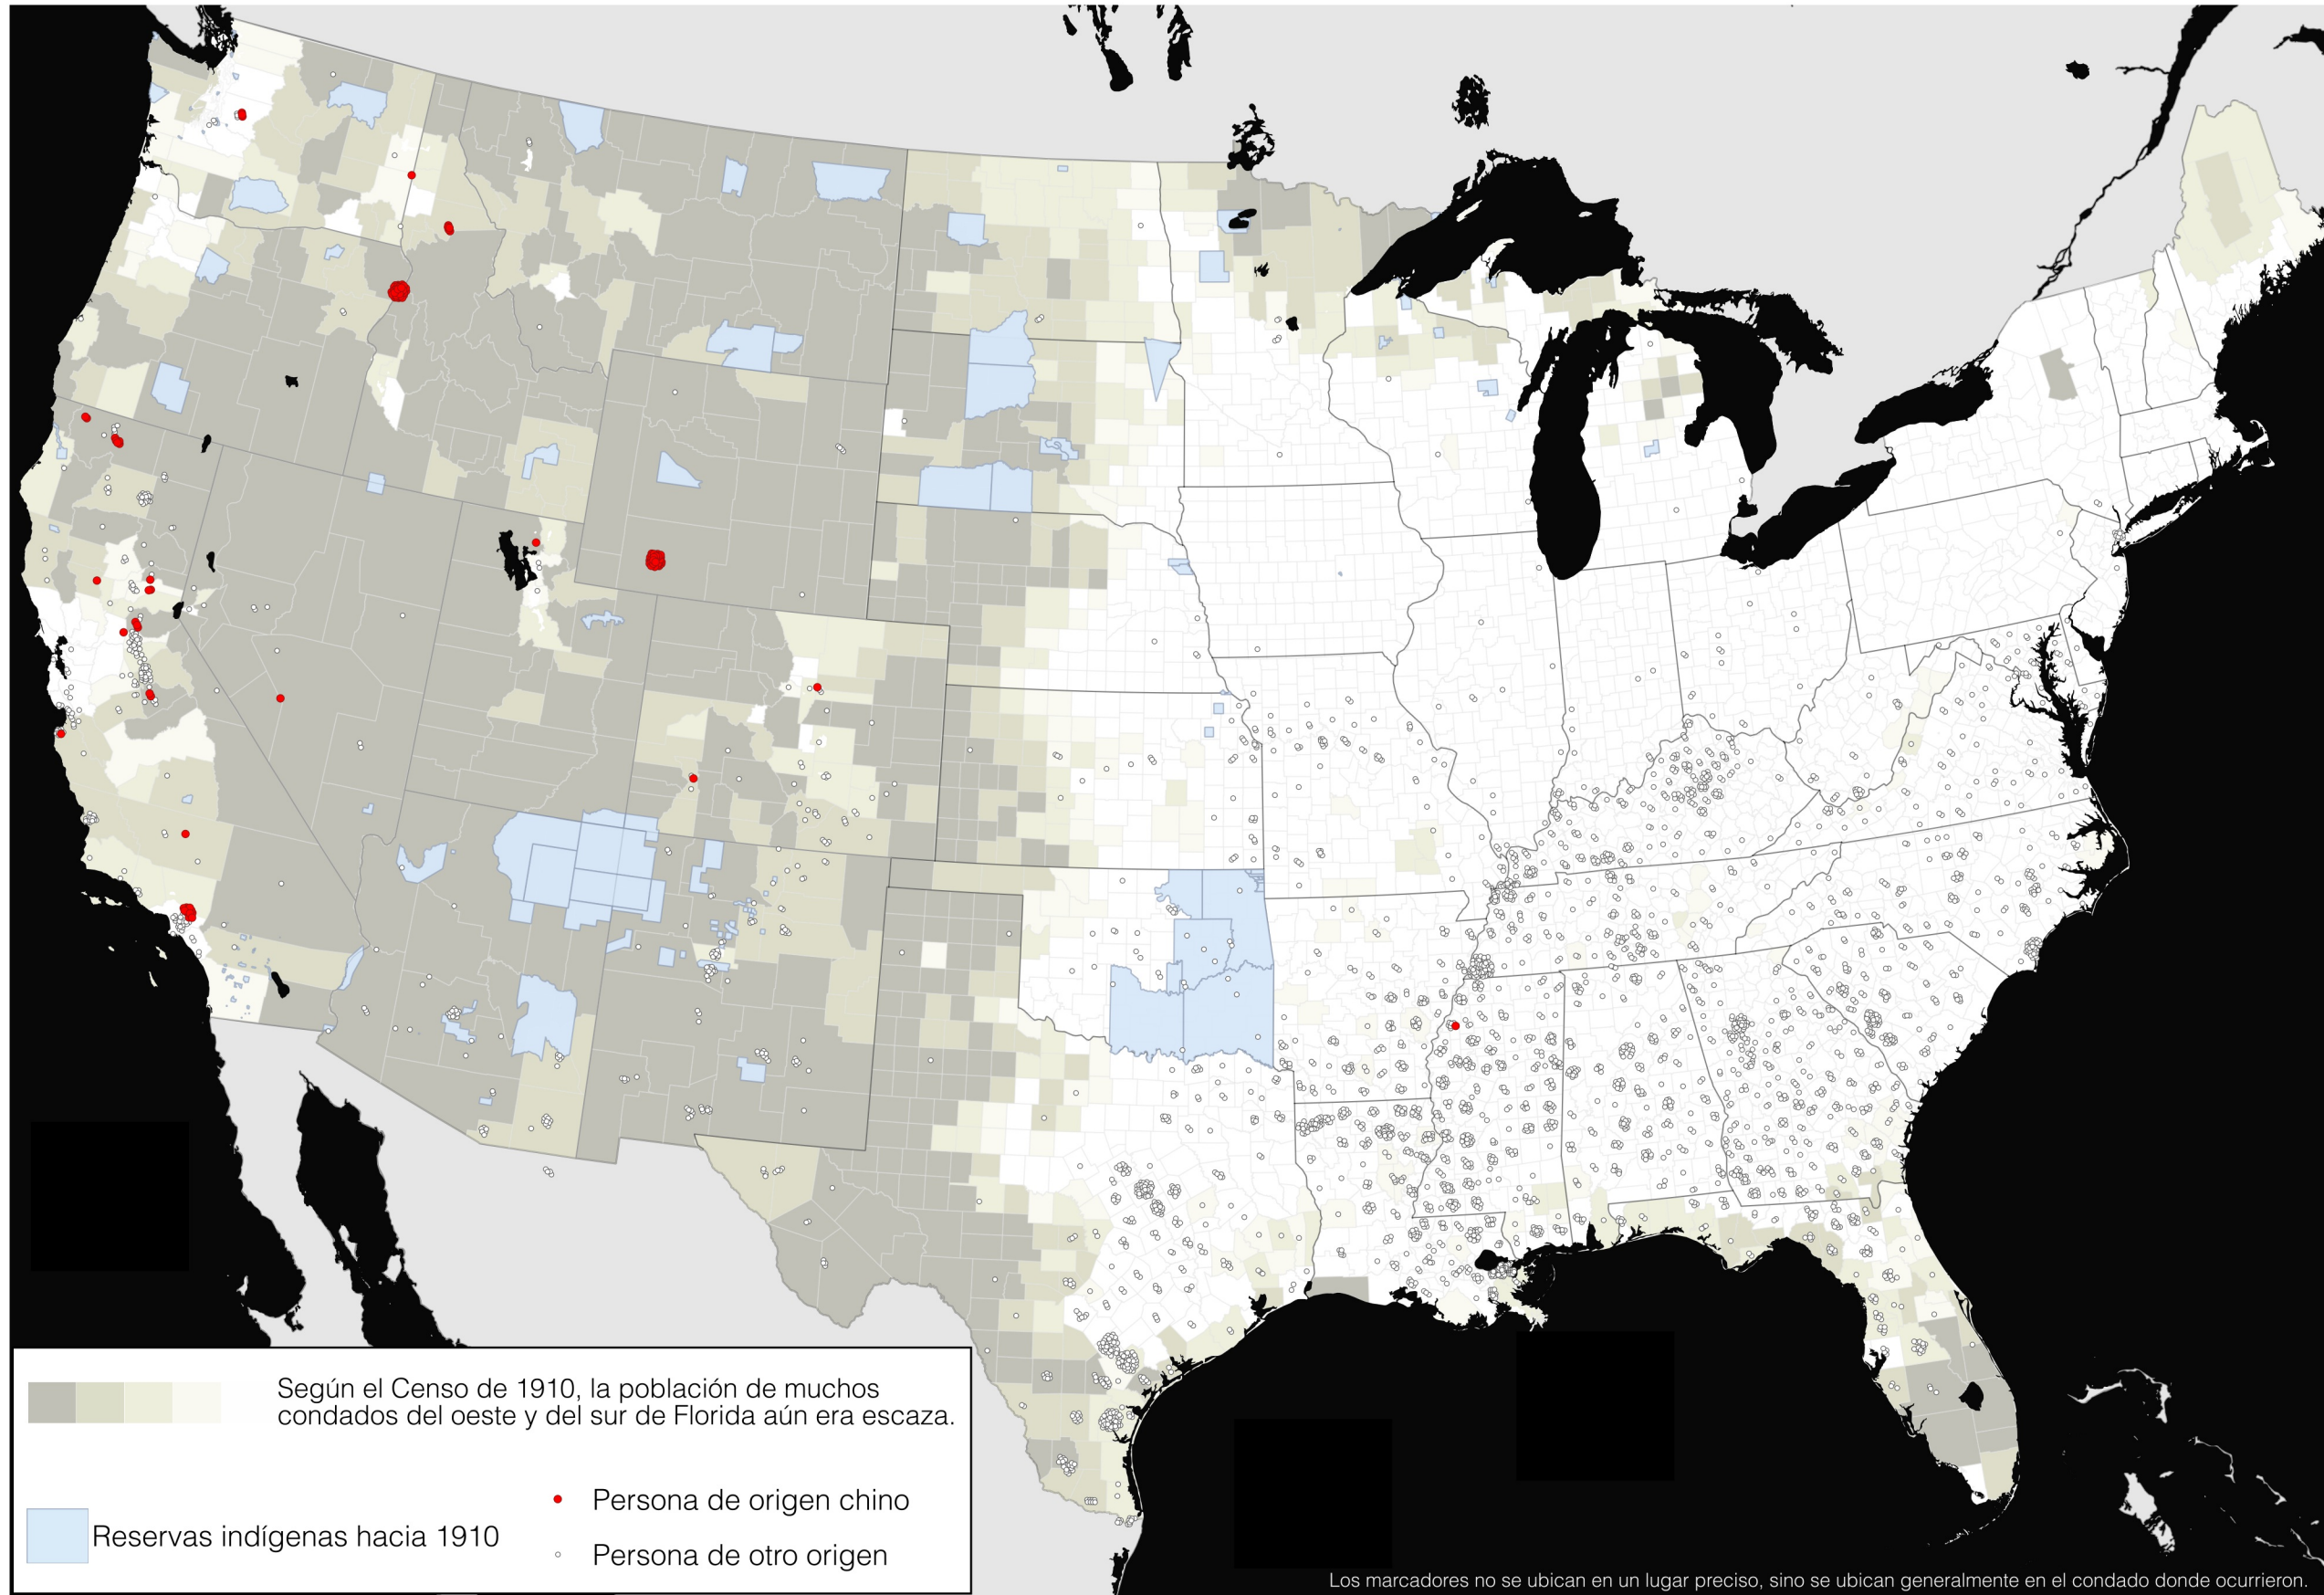 Según el Censo de 1910, la población de muchos
condados del oeste y del sur de Florida aún era escaza.
Reservas indígenas hacia 1910
Persona de origen chino
Persona de otro origen
Los marcadores no se ubican en un lugar preciso, sino se ubican generalmente en el condado donde ocurrieron.